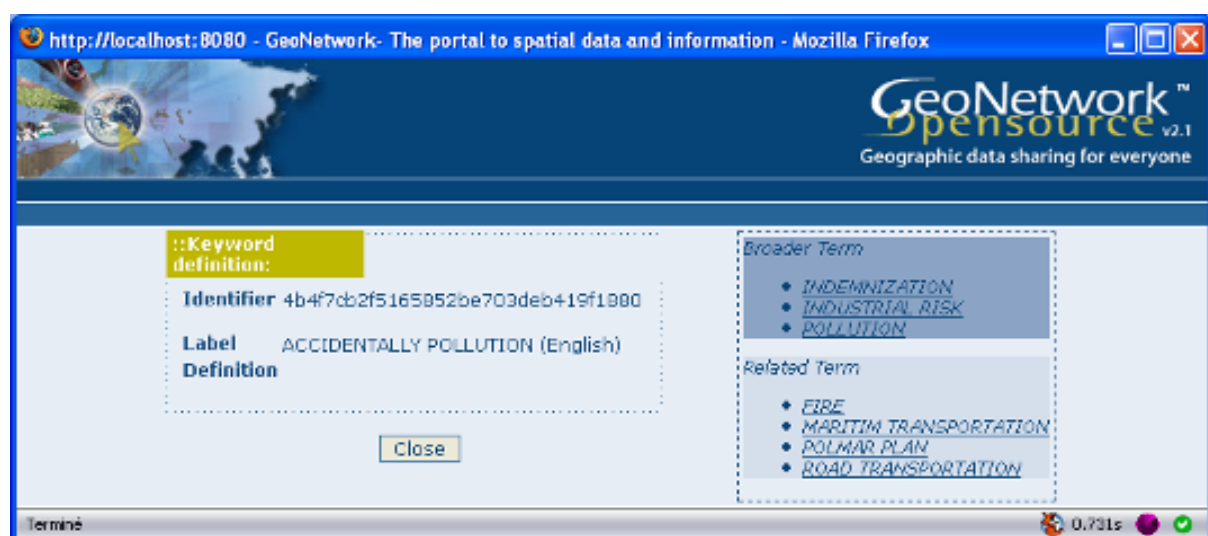 http://localhost:8080 - GeoNetwork- The portal to spatial data and information - Mozilla Firefox
GeoNetwork™
Opensource v2.1
Geographic data sharing for everyone
::Keyword
definition:
Identifier 4b4f7cb2f5165852be703deb419f1880
Label ACCIDENTALLY POLLUTION (English)
Definition
Close
Broader Term
• INDEMNIZATION
• INDUSTRIAL RISK
• POLLUTION
Related Term
• FIRE
• MARITIM TRANSPORTATION
• POLMAR PLAN
• ROAD TRANSPORTATION
Terminé
0.731s